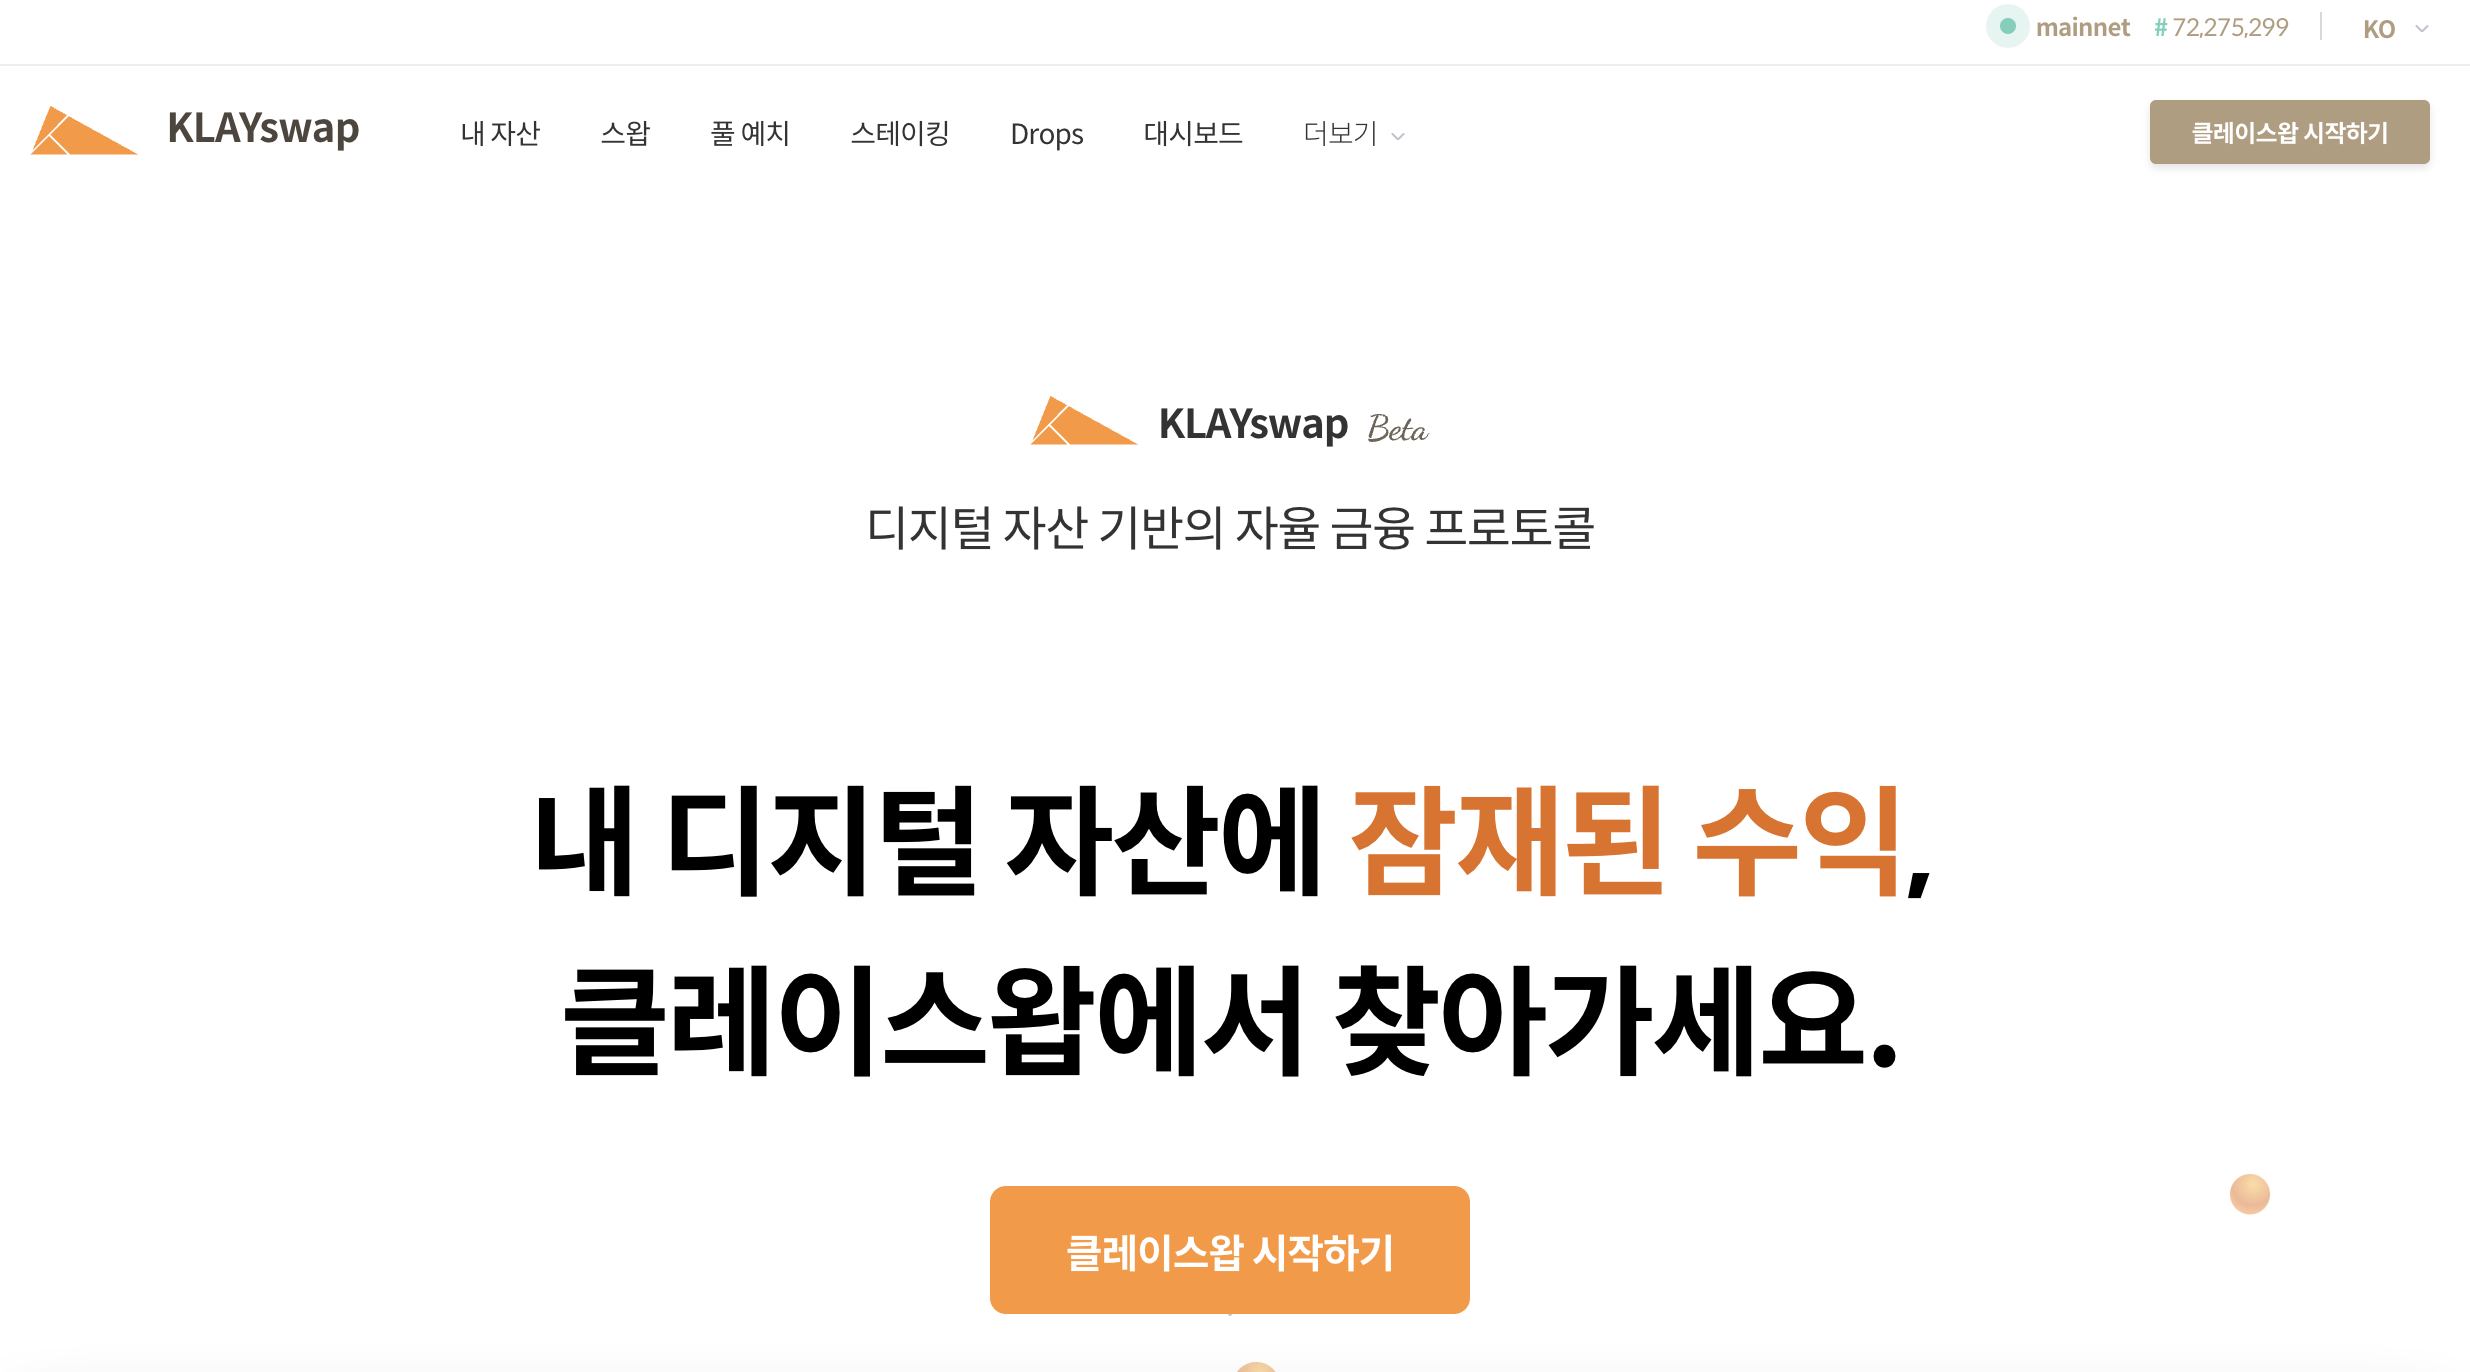 mainnet # 72,275,299 KO
KLAYswap 내 자산 스왑 풀 예치 스테이킹 Drops 대시보드 더보기 클레이스왑 시작하기
KLAYswap Beta
디지털 자산 기반의 자율 금융 프로토콜
내 디지털 자산에 잠재된 수익,
클레이스왑에서 찾아가세요.
클레이스왑 시작하기